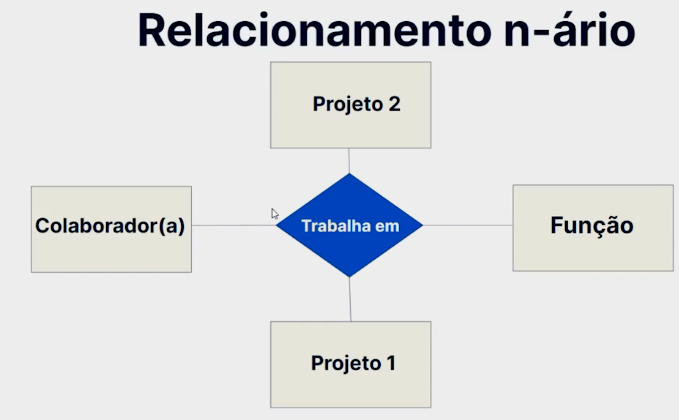 Relacionamento n-ário
Projeto 2
Colaborador(a)
Trabalha em
Função
Projeto 1